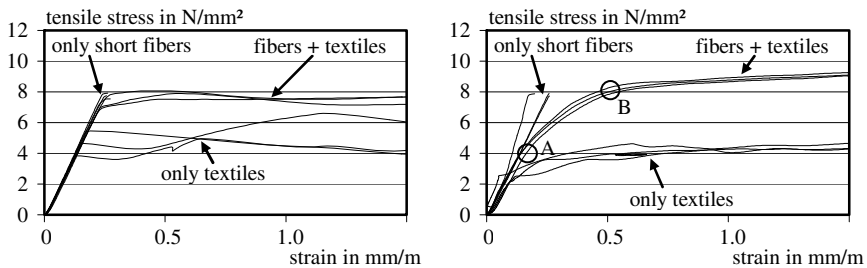 tensile stress in N/mm²
12
10
8
6
4
2
0
only short fibers
fibers + textiles
only textiles
0
0.5
1.0
strain in mm/m
tensile stress in N/mm²
12
10
8
6
4
2
0
only short fibers
fibers + textiles
B
A
only textiles
0
0.5
1.0
strain in mm/m